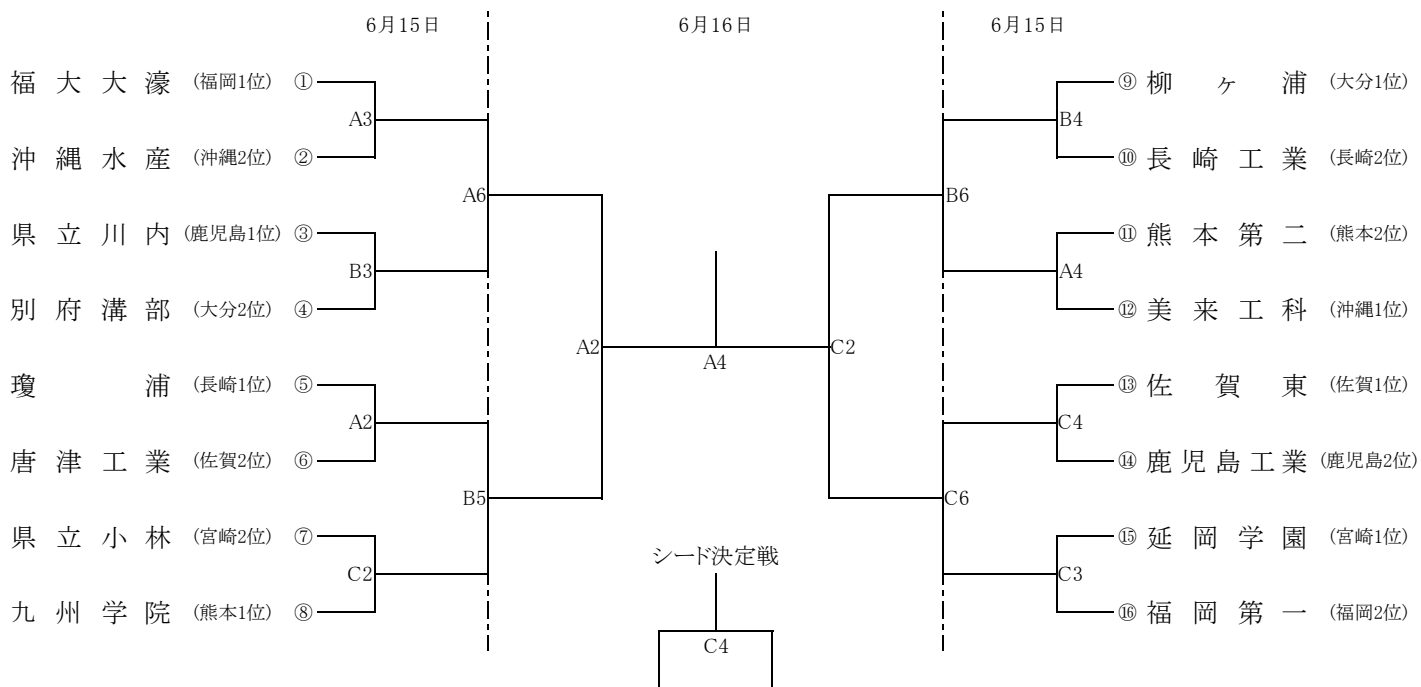 6月15日 6月16日 6月15日
福大大濠 (福岡1位) ① ⑨ 柳ヶ浦 (大分1位)
A3 B4
沖縄水産 (沖縄2位) ② ⑩ 長崎工業 (長崎2位)
A6 B6
県立川内 (鹿児島1位) ③ ⑪ 熊本第二 (熊本2位)
B3 A4
別府溝部 (大分2位) ④ ⑫ 美来工科 (沖縄1位)
A2 A4 C2
瓊浦 (長崎1位) ⑤ ⑬ 佐賀東 (佐賀1位)
A2 C4
唐津工業 (佐賀2位) ⑥ ⑭ 鹿児島工業 (鹿児島2位)
B5 C6
県立小林 (宮崎2位) ⑦ ⑮ 延岡学園 (宮崎1位)
シード決定戦
C2 C3
九州学院 (熊本1位) ⑧ ⑯ 福岡第一 (福岡2位)
C4